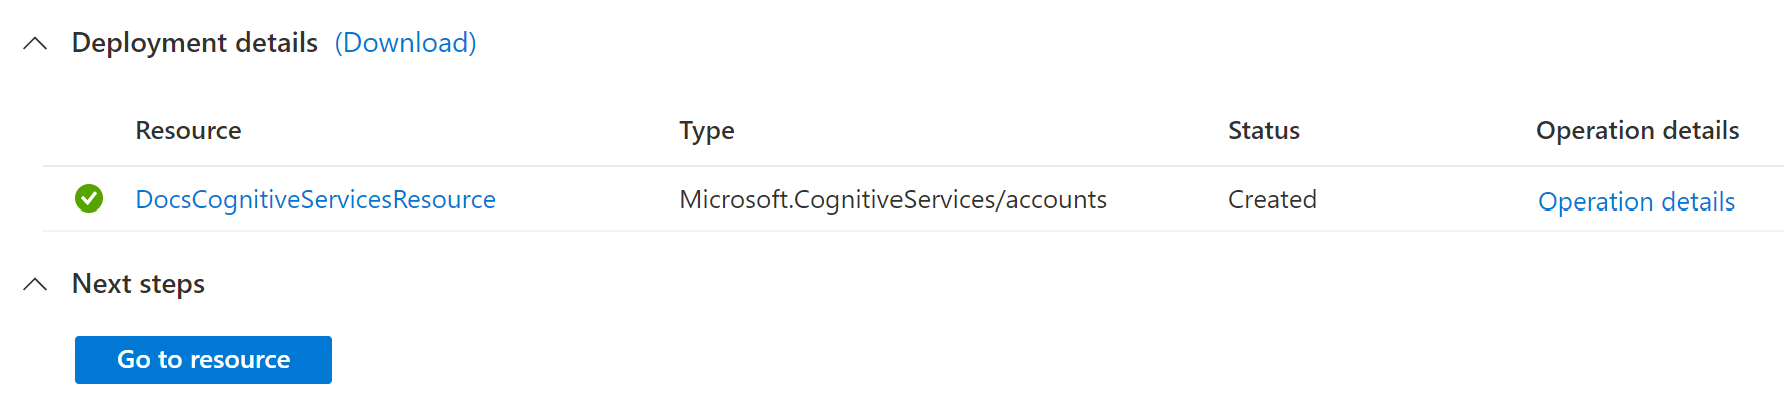 Deployment details (Download)
Resource Type Status Operation details
DocsCognitiveServicesResource Microsoft.CognitiveServices/accounts Created Operation details
Next steps
Go to resource